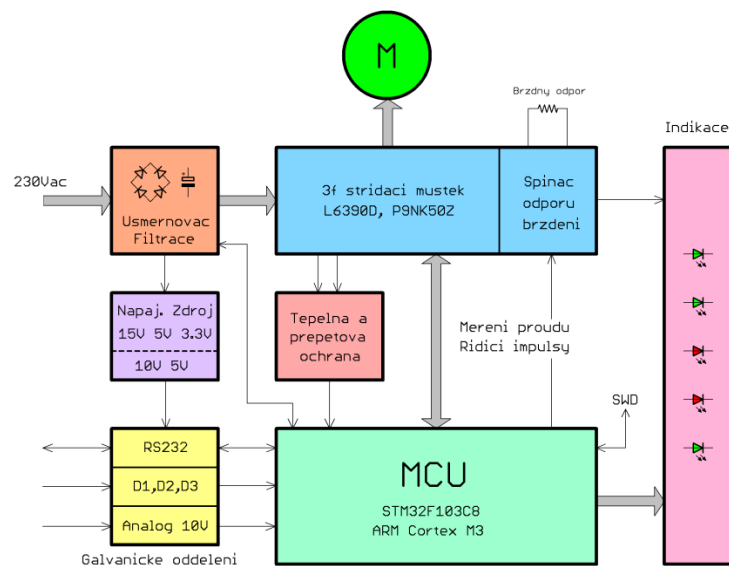 M
Brzdny odpor
Indikace
230Vac
Usmernovac
Filtrace
3f stridaci mustek
L6390D, P9NK50Z
Spinac
odporu
brzdeni
Napaj. Zdroj
15V 5V 3.3V
10V 5V
Tepelna a
prepetova
ochrana
Mereni proudu
Ridici impulsy
SWD
RS232
D1,D2,D3
Analog 10V
MCU
STM32F103C8
ARM Cortex M3
Galvanicke oddeleni